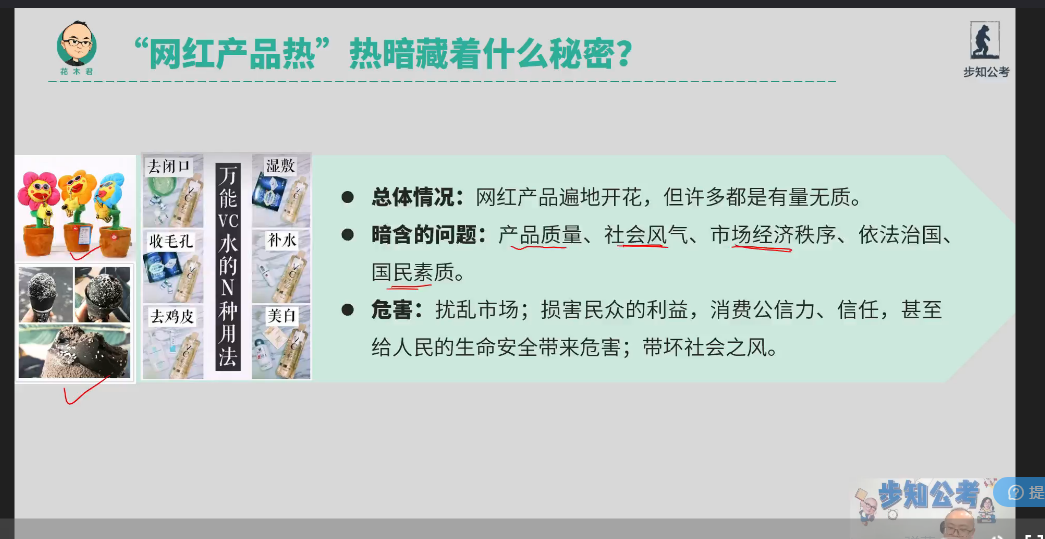 花木君
“网红产品热”热暗藏着什么秘密?
步知公考
去闭口
湿敷
收毛孔
补水
去鸡皮
美白
万能VC水的N种用法
● 总体情况：网红产品遍地开花，但许多都是有量无质。
● 暗含的问题：产品质量、社会风气、市场经济秩序、依法治国、
国民素质。
● 危害：扰乱市场；损害民众的利益，消费公信力、信任，甚至
给人民的生命安全带来危害；带坏社会之风。
步知公考
提